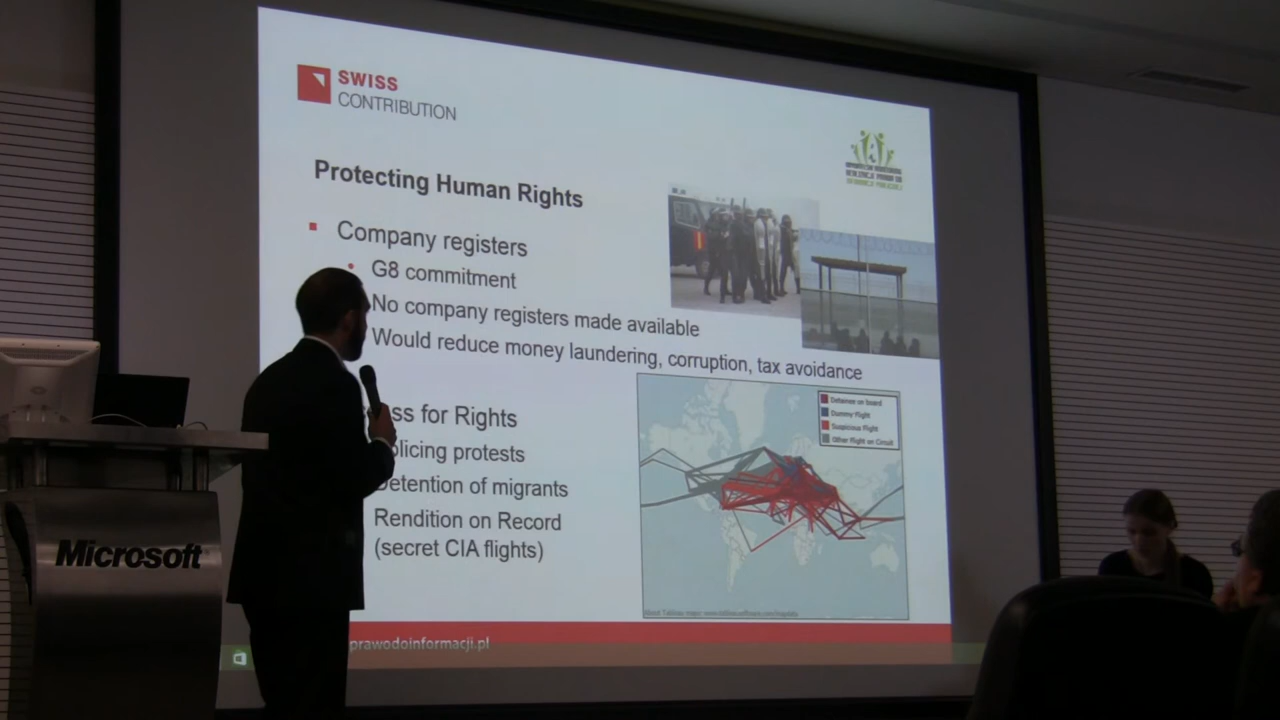 SWISS
CONTRIBUTION
Protecting Human Rights
Company registers
G8 commitment
No company registers made available
Would reduce money laundering, corruption, tax avoidance
ss for Rights
licing protests
etention of migrants
Rendition on Record
(secret CIA flights)
Detainee on board
Dummy Flight
Suspicious Flight
Other Flight on Circuit
prawodoinformacji.pl
Microsoft